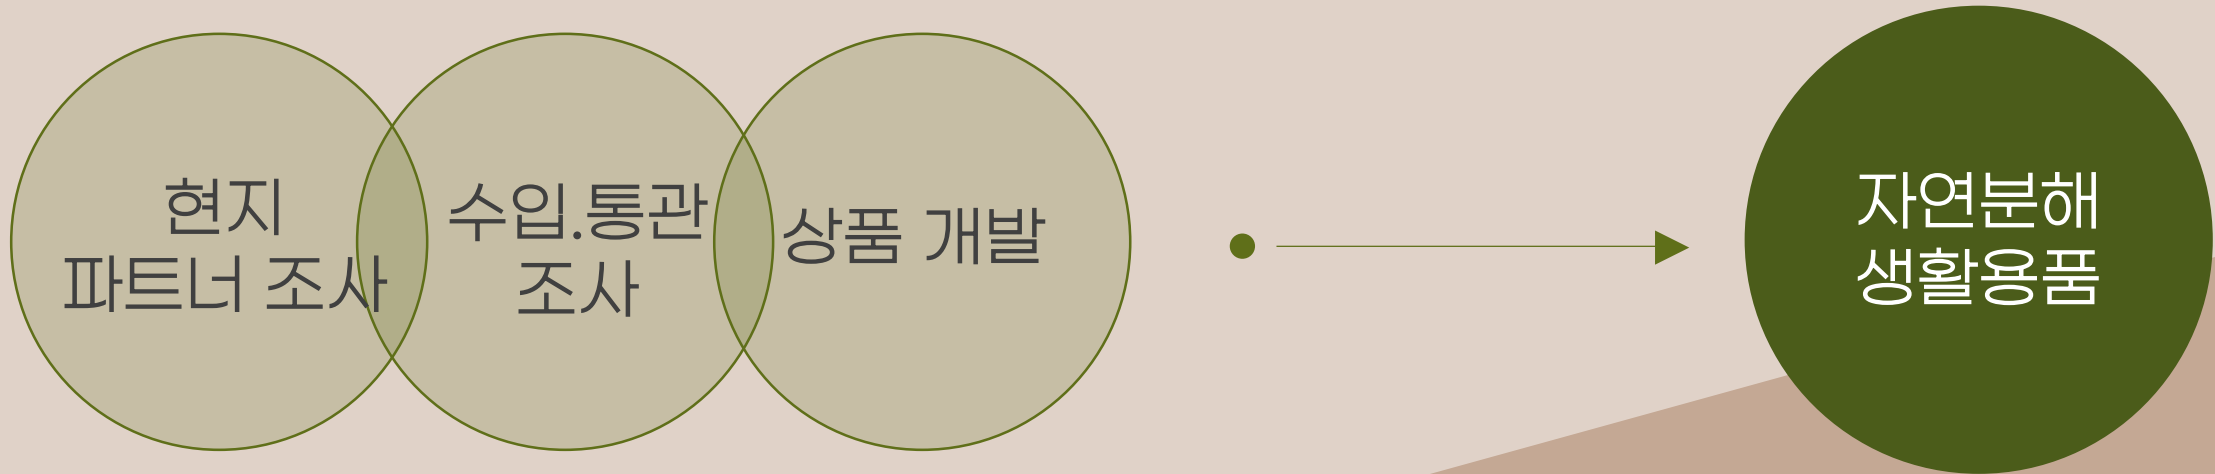 현지
파트너 조사
수입.통관
조사
상품 개발
자연분해
생활용품